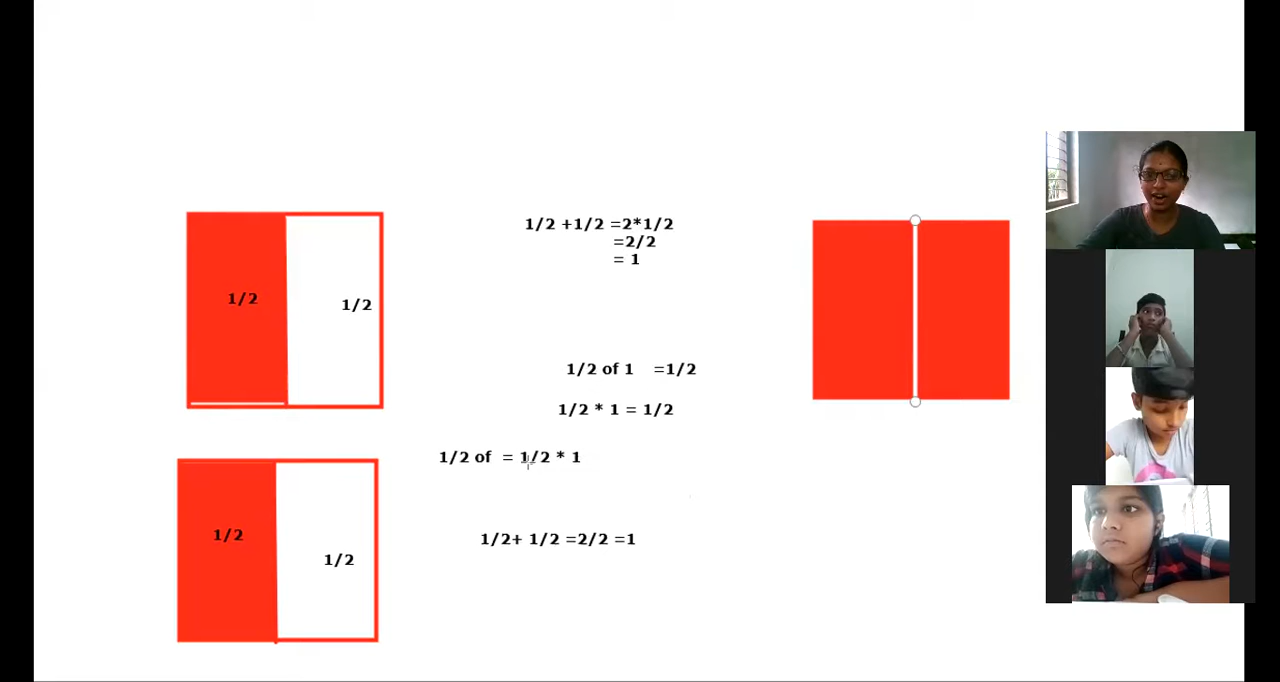 1/2 +1/2 =2*1/2
=2/2
= 1
1/2
1/2
1/2 of 1 =1/2
1/2 * 1 = 1/2
1/2 of = 1/2 * 1
1/2
1/2
1/2+ 1/2 =2/2 =1